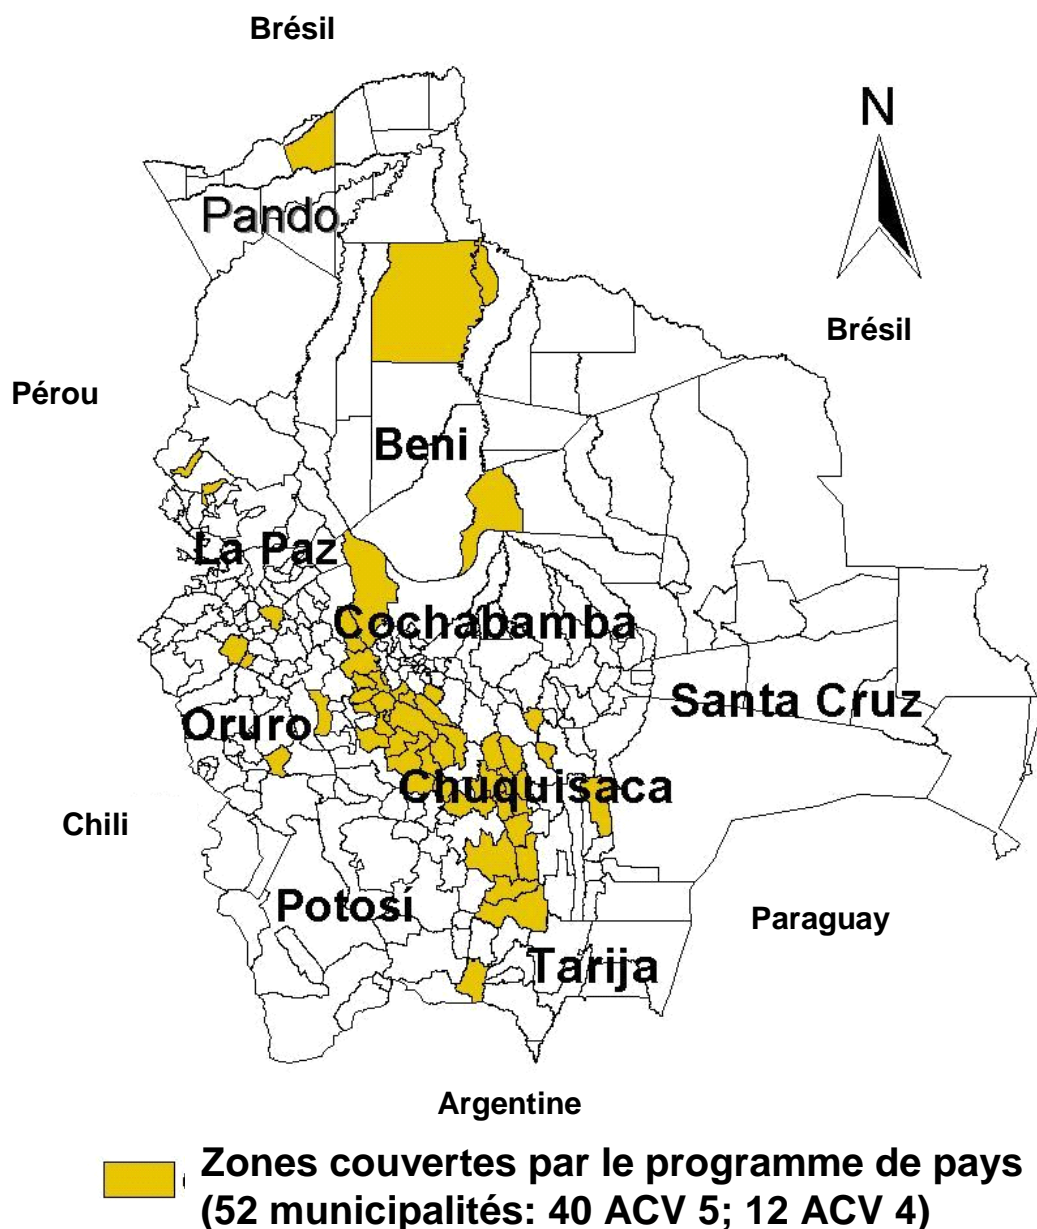 Brésil
N
Pando
Brésil
Pérou
Beni
La Paz
Cochabamba
Santa Cruz
Oruro
Chuquisaca
Chili
Potosí
Paraguay
Tarija
Argentine
Zones couvertes par le programme de pays
(52 municipalités: 40 ACV 5; 12 ACV 4)